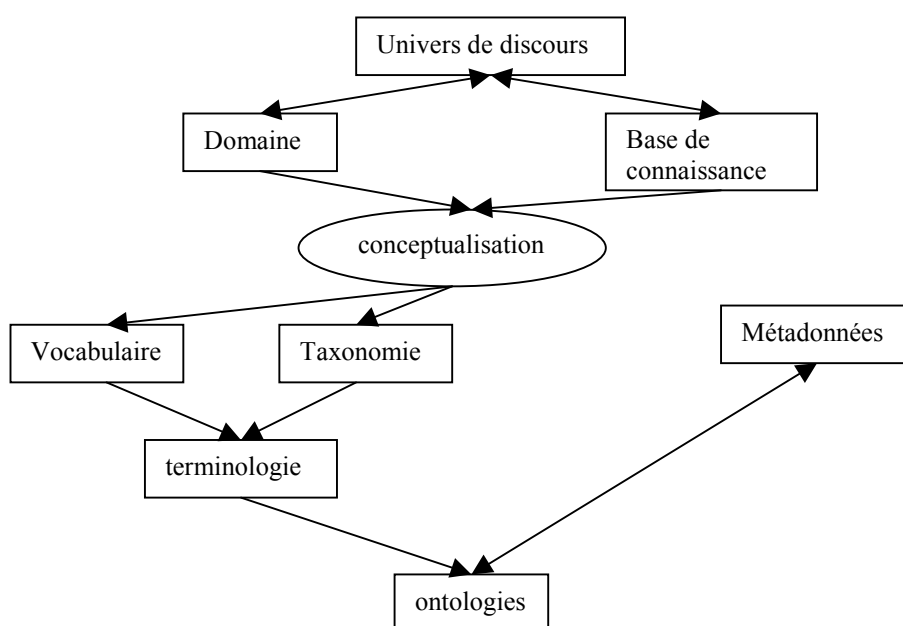 Univers de discours
Domaine
Base de
connaissance
conceptualisation
Métadonnées
Vocabulaire
Taxonomie
terminologie
ontologies